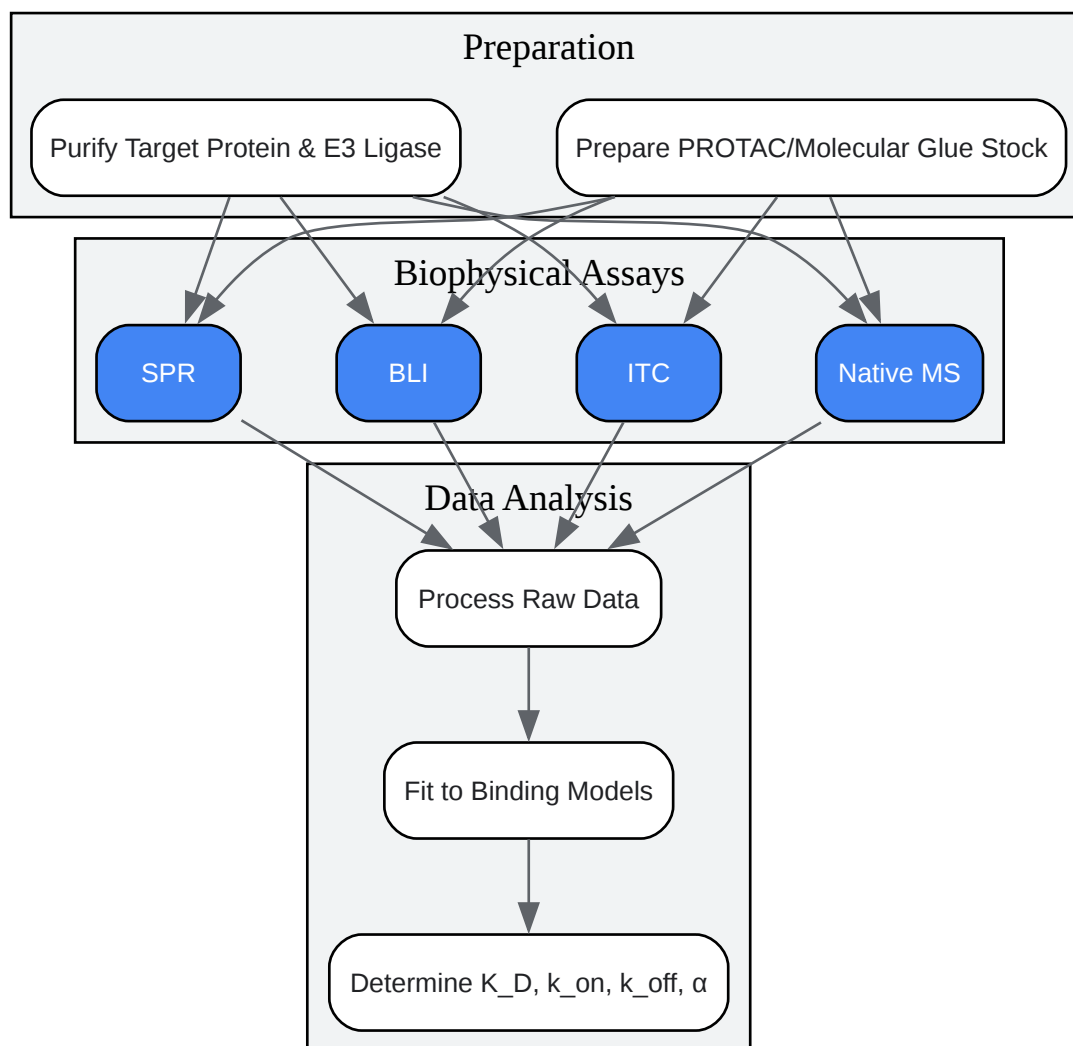 Preparation
Purify Target Protein & E3 Ligase
Prepare PROTAC/Molecular Glue Stock
Biophysical Assays
SPR
BLI
ITC
Native MS
Data Analysis
Process Raw Data
Fit to Binding Models
Determine K_D, k_on, k_off, α